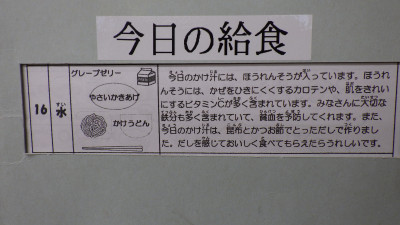 今日の給食
16
水
グレープゼリー
やさいかきあげ
かけうどん
今日のかけ汁には、ほうれんそうが入っています。ほうれ
んそうには、かぜをひきにくくするカロテンや、肌をきれい
にするビタミンCが多く含まれています。みなさんに大切な
鉄分も多く含まれていて、貧血を予防してくれます。また、
今日のかけ汁は、昆布とかつお節でとっただしで作りまし
た。だしを感じておいしく食べてもらえたらうれしいです。